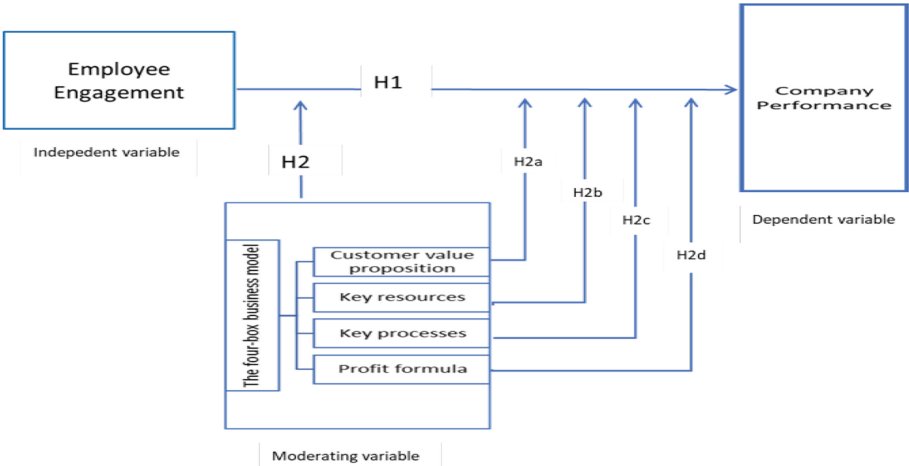 Employee
Engagement
H1
Company
Performance
Indepedent variable
H2
H2a
H2b
H2c
H2d
Dependent variable
The four-box business model
Customer value
proposition
Key resources
Key processes
Profit formula
Moderating variable